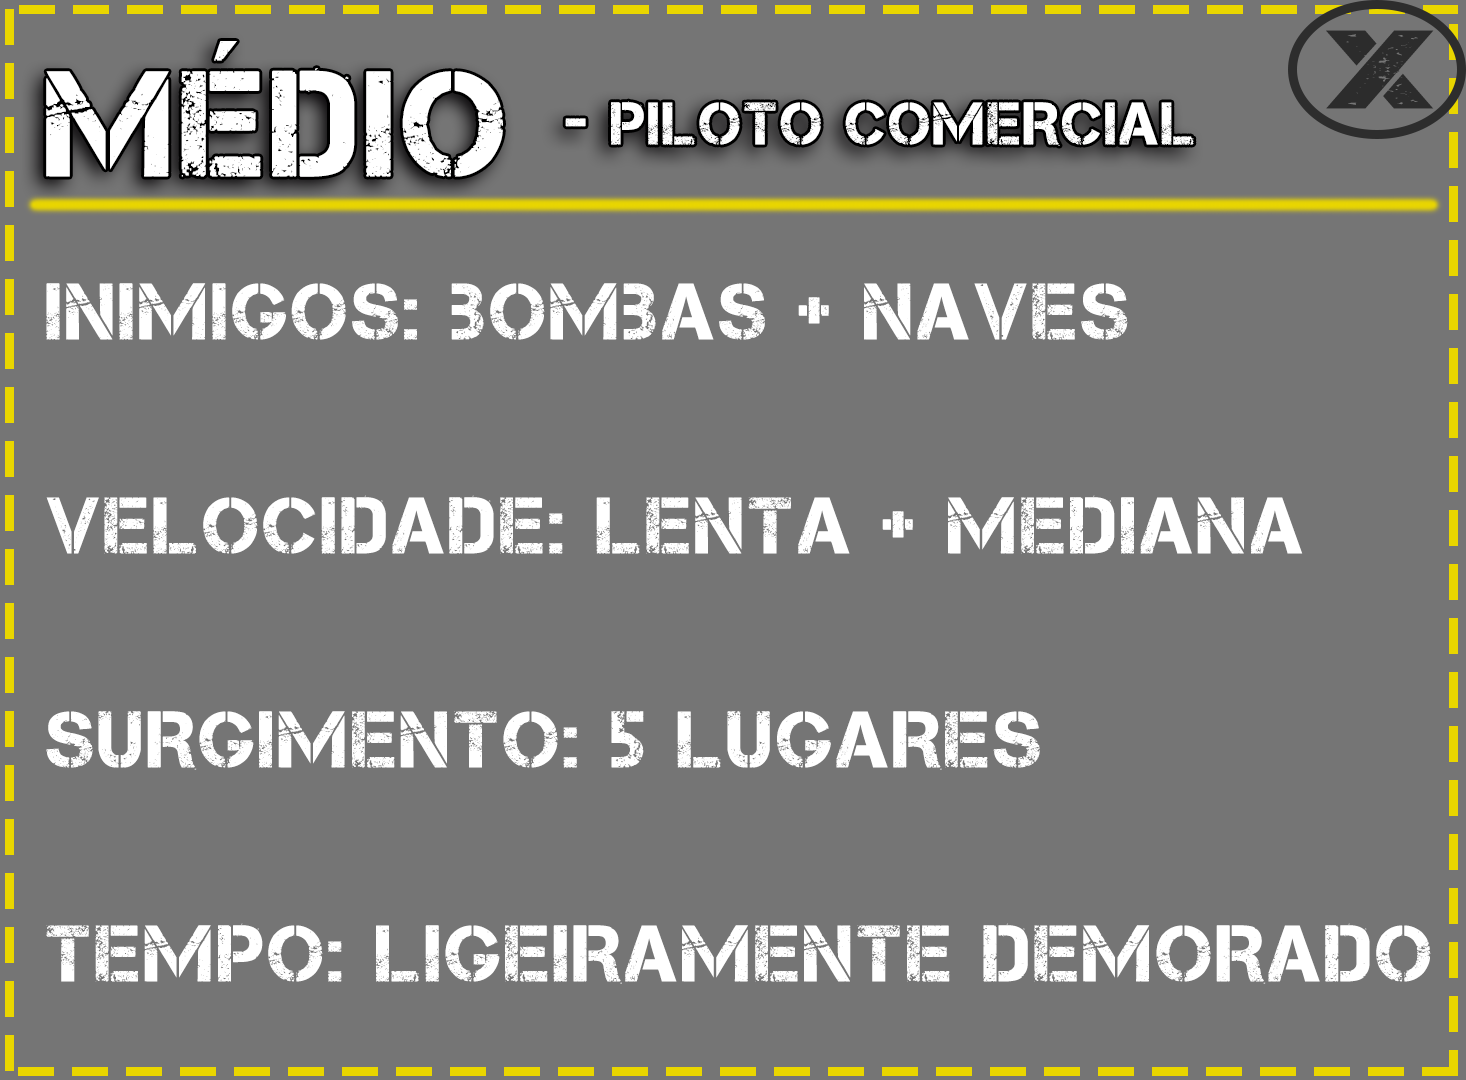 MÉDIO - PILOTO COMERCIAL
X
INIMIGOS: BOMBAS + NAVES
VELOCIDADE: LENTA + MEDIANA
SURGIMENTO: 5 LUGARES
TEMPO: LIGEIRAMENTE DEMORADO